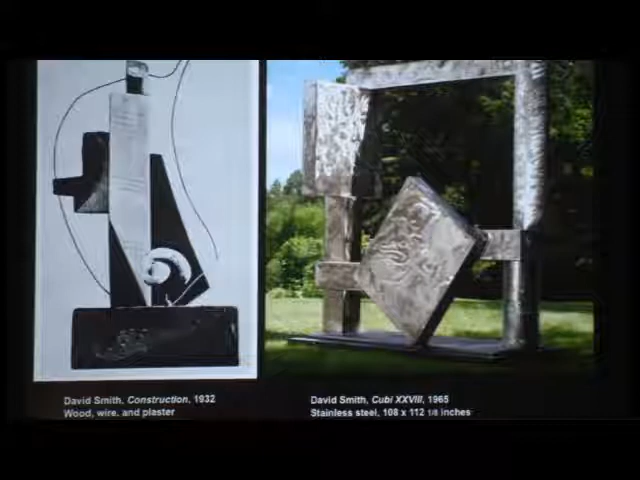 David Smith, Construction, 1932
Wood, wire, and plaster
David Smith, Cubi XXVIII, 1965
Stainless steel, 108 x 112 1/8 inches